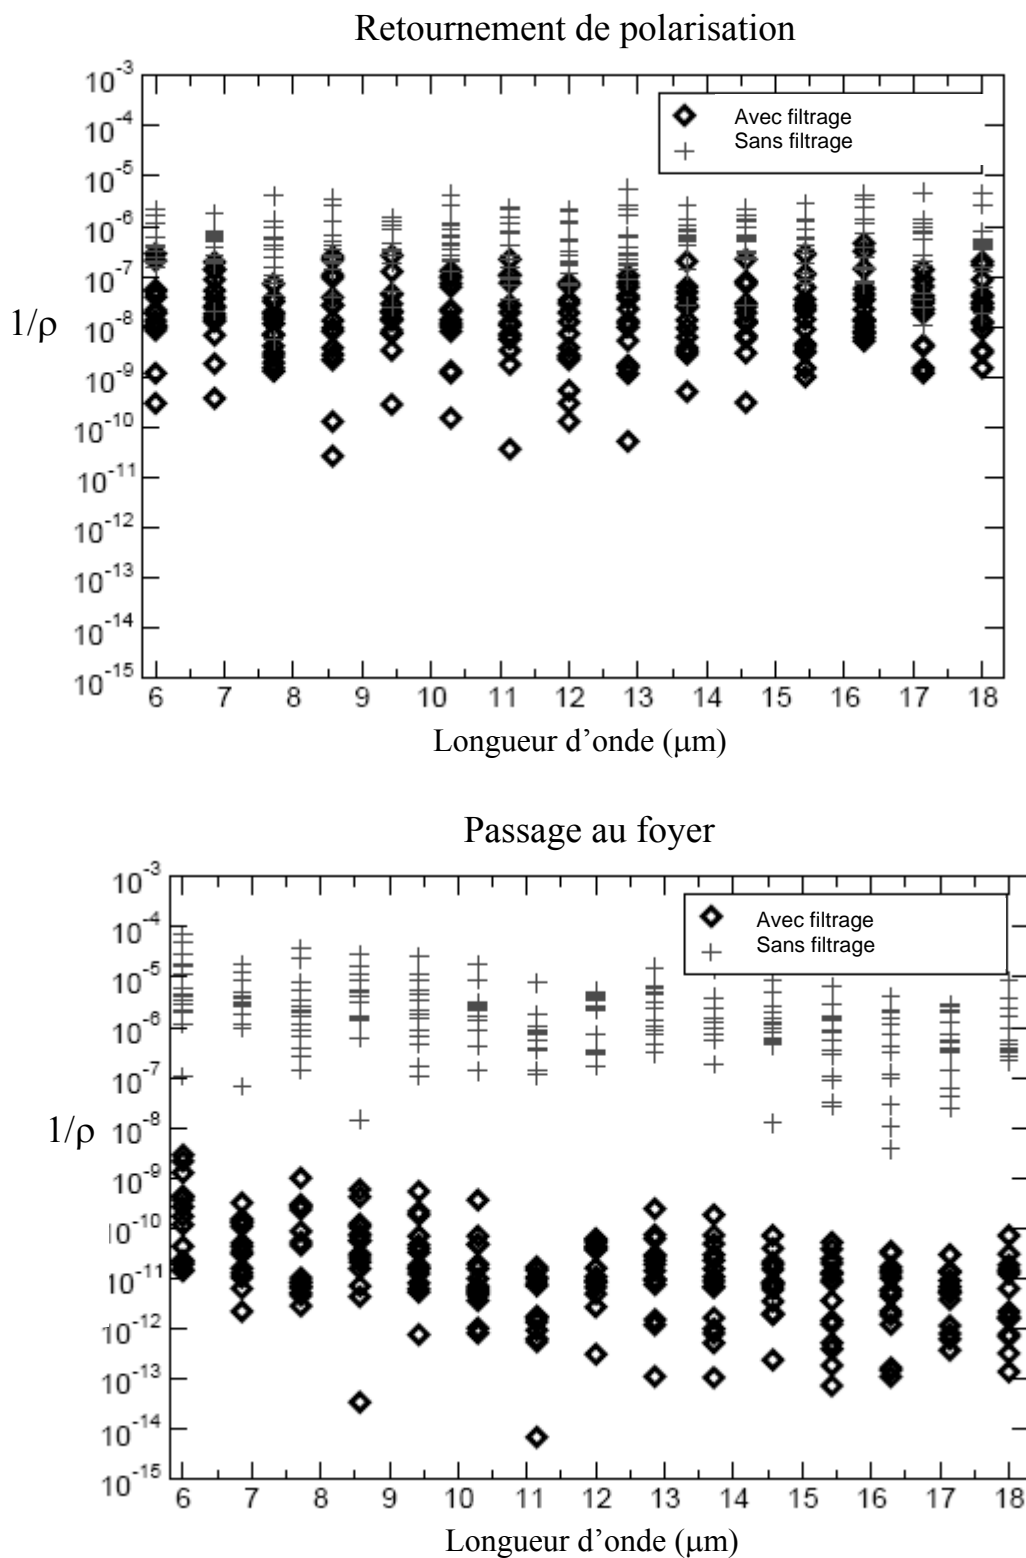 Retournement de polarisation
10-3
Avec filtrage
Sans filtrage
10-4
10-5
10-6
10-7
1/ρ
10-8
10-9
10-10
10-11
10-12
10-13
10-14
10-15
6 7 8 9 10 11 12 13 14 15 16 17 18
Longueur d'onde (μm)
Passage au foyer
10-3
Avec filtrage
Sans filtrage
10-4
10-5
10-6
10-7
1/ρ
10-8
10-9
10-10
10-11
10-12
10-13
10-14
10-15
6 7 8 9 10 11 12 13 14 15 16 17 18
Longueur d'onde (μm)